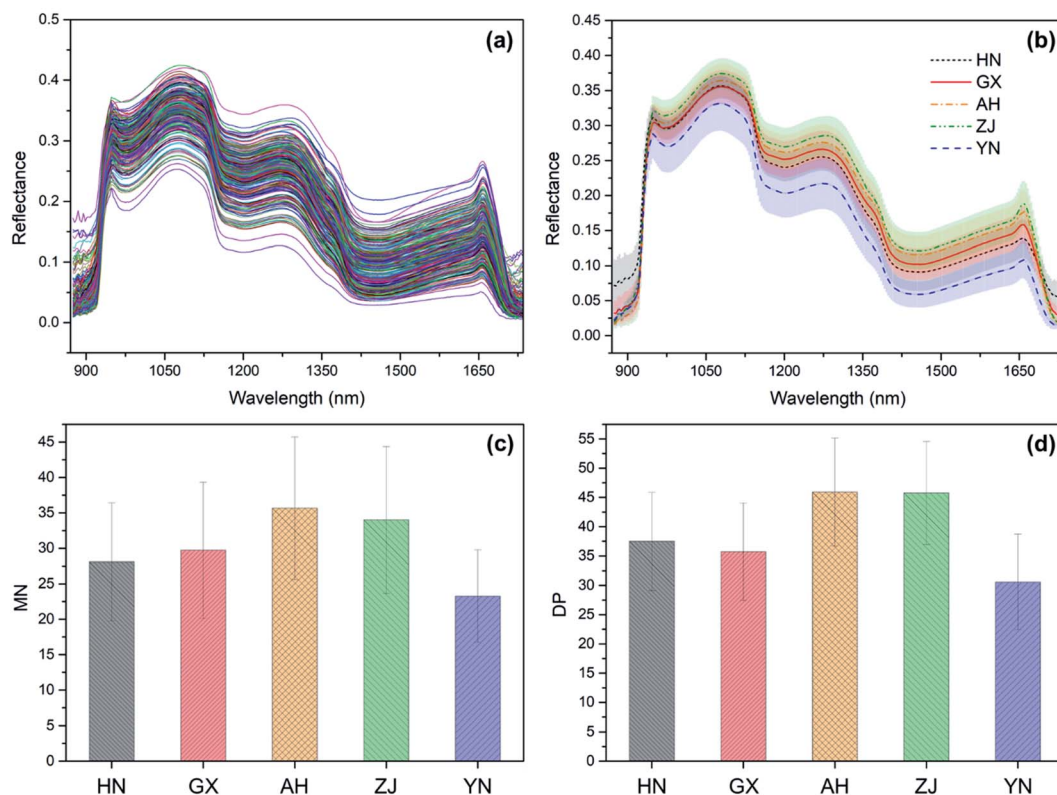 (a)
0.5
0.4
0.3
0.2
0.1
0.0
Reflectance
900 1050 1200 1350 1500 1650
Wavelength (nm)
(b)
HN
GX
AH
ZJ
YN
0.45
0.40
0.35
0.30
0.25
0.20
0.15
0.10
0.05
0.00
Reflectance
900 1050 1200 1350 1500 1650
Wavelength (nm)
(c)
45
40
35
30
25
20
15
10
5
0
MN
HN GX AH ZJ YN
(d)
55
50
45
40
35
30
25
20
15
10
5
0
DP
HN GX AH ZJ YN